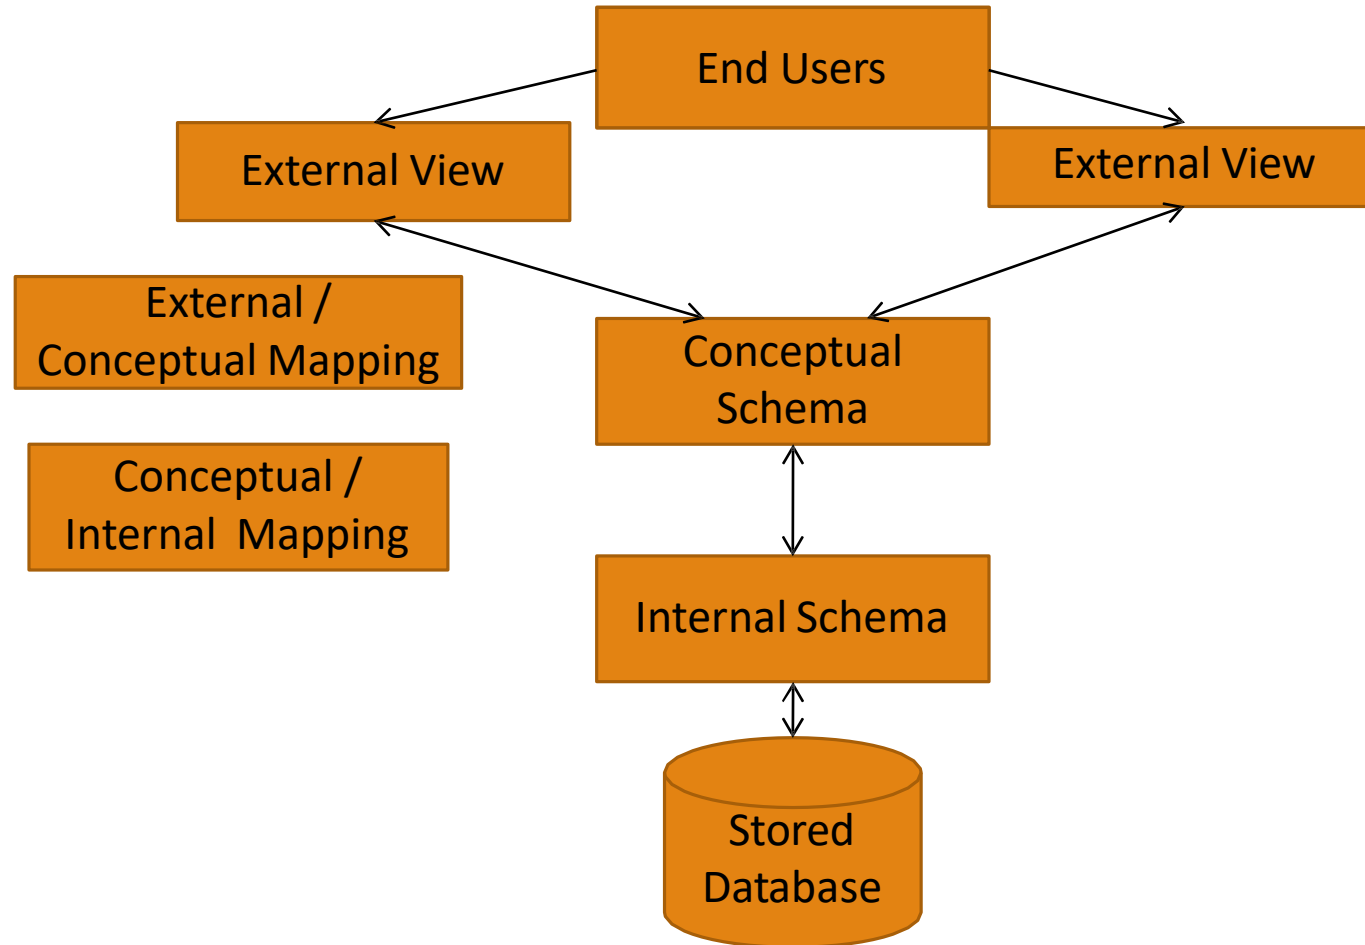 End Users
External View
External View
External /
Conceptual Mapping
Conceptual
Schema
Conceptual /
Internal Mapping
Internal Schema
Stored
Database